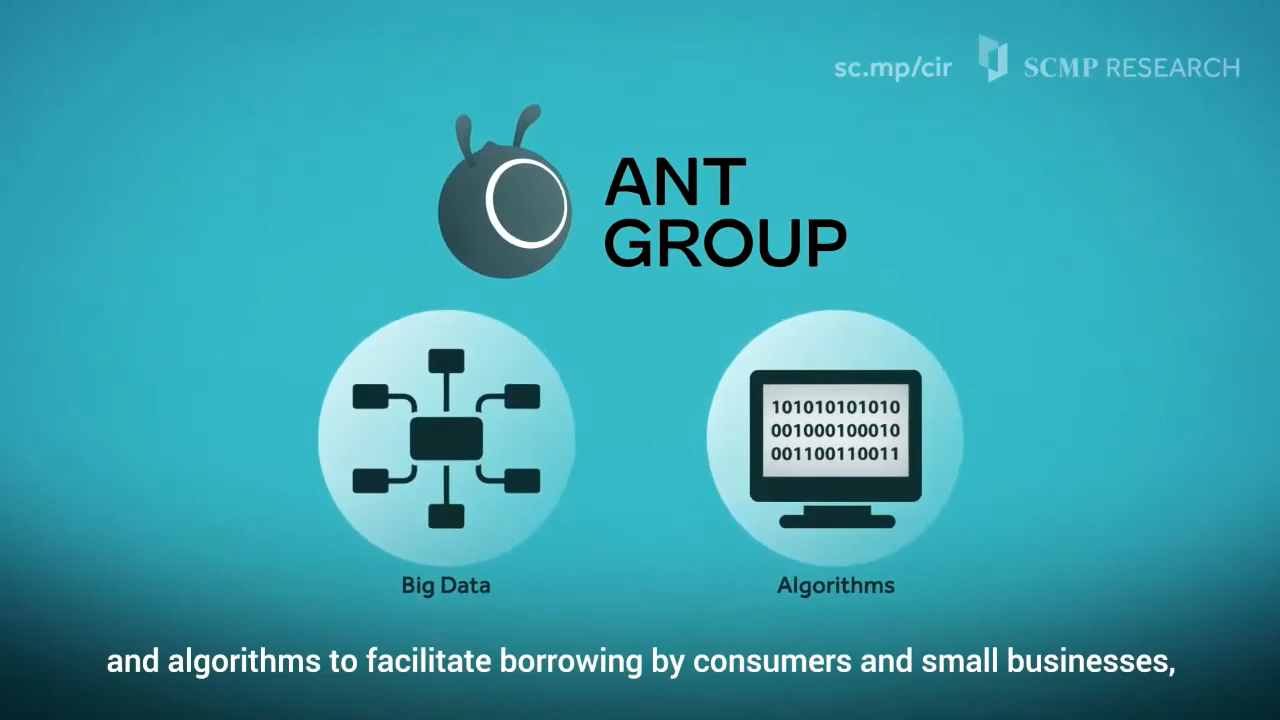 sc.mp/cir SCMP RESEARCH
ANT
GROUP
101010101010
001000100010
001100110011
Big Data
Algorithms
and algorithms to facilitate borrowing by consumers and small businesses,